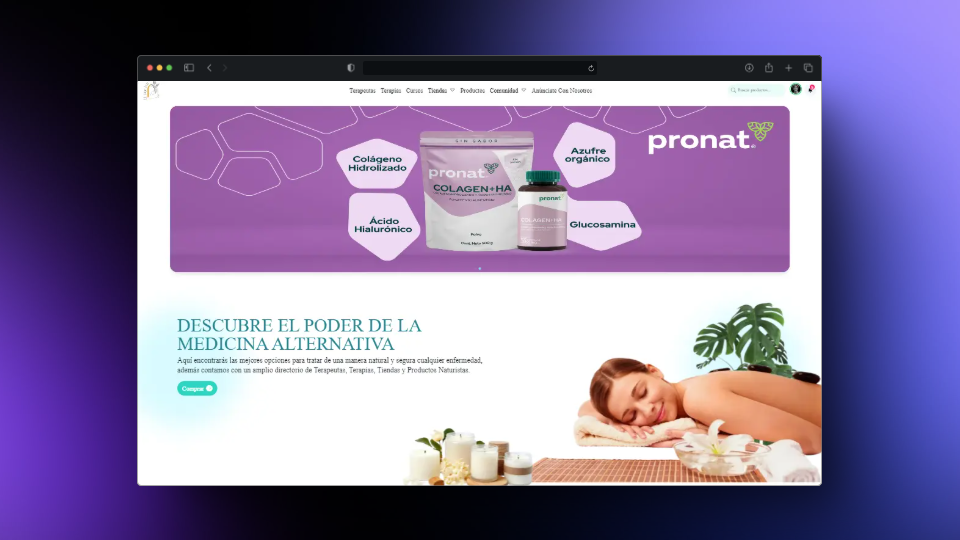 Terapeutas Terapias Cursos Tiendas Productos Comunidad Anúnciate Con Nosotros
Buscar productos...
Colágeno
Hidrolizado
Ácido
Hialurónico
SIN SABOR
pronat
COLAGEN+HA
Polvo
pronat
COLAGEN+HA
Azufre
orgánico
Glucosamina
pronat®
DESCUBRE EL PODER DE LA
MEDICINA ALTERNATIVA
Aquí encontrarás las mejores opciones para tratar de una manera natural y segura cualquier enfermedad,
además contamos con un amplio directorio de Terapeutas, Terapias, Tiendas y Productos Naturistas.
Comprar